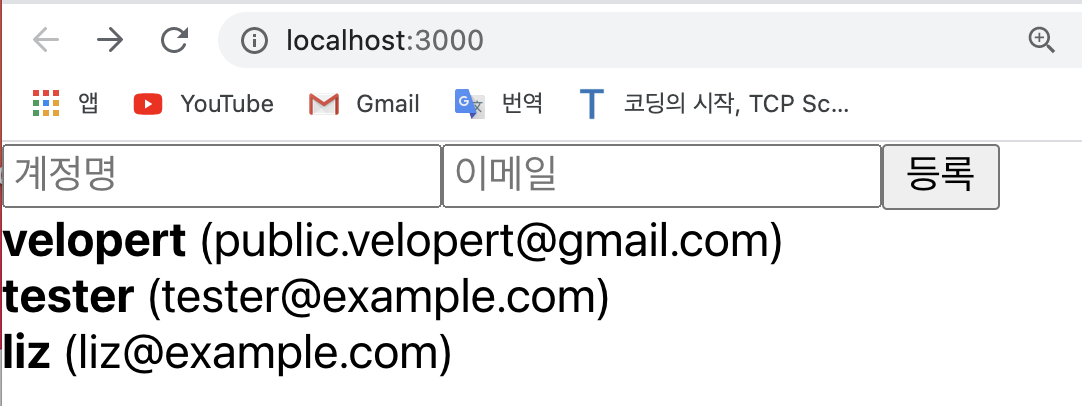 localhost:3000
앱 YouTube Gmail 번역 코딩의 시작, TCP Sc...
계정명 이메일 등록
velopert (public.velopert@gmail.com)
tester (tester@example.com)
liz (liz@example.com)